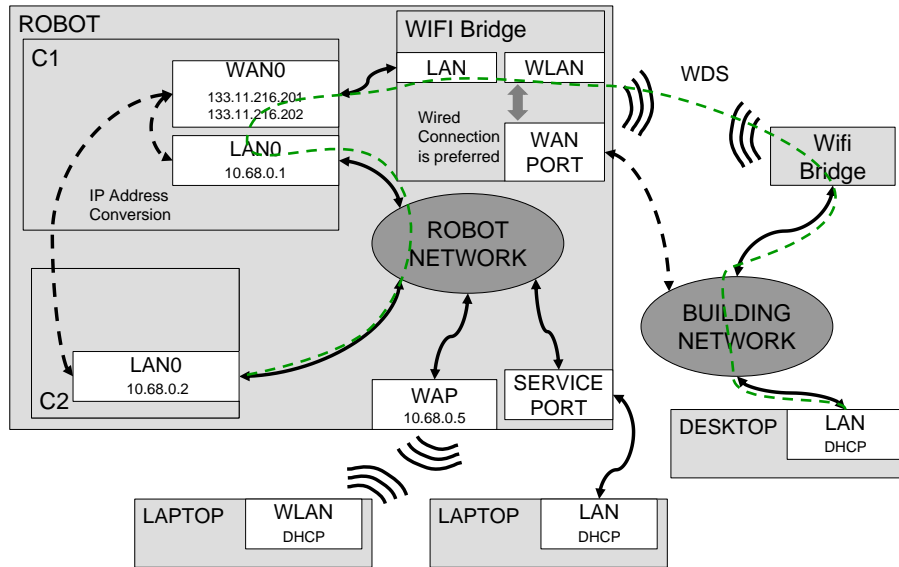 ROBOT
C1
WAN0
133.11.216.201
133.11.216.202
LAN0
10.68.0.1
IP Address
Conversion
WIFI Bridge
LAN
WLAN
Wired
Connection
is preferred
WAN
PORT
WDS
Wifi
Bridge
ROBOT
NETWORK
BUILDING
NETWORK
LAN0
10.68.0.2
C2
WAP
10.68.0.5
SERVICE
PORT
DESKTOP
LAN
DHCP
LAPTOP
WLAN
DHCP
LAPTOP
LAN
DHCP